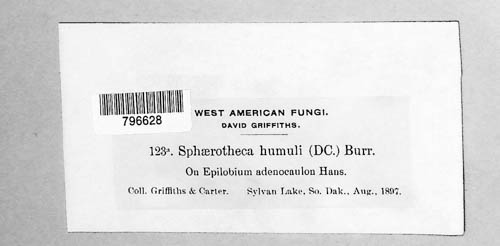 796628
WEST AMERICAN FUNGI.
DAVID GRIFFITHS.
123a. Sphærotheca humuli (DC.) Burr.
On Epilobium adenocaulon Haus.
Coll. Griffiths & Carter. Sylvan Lake, So. Dak., Aug., 1897.